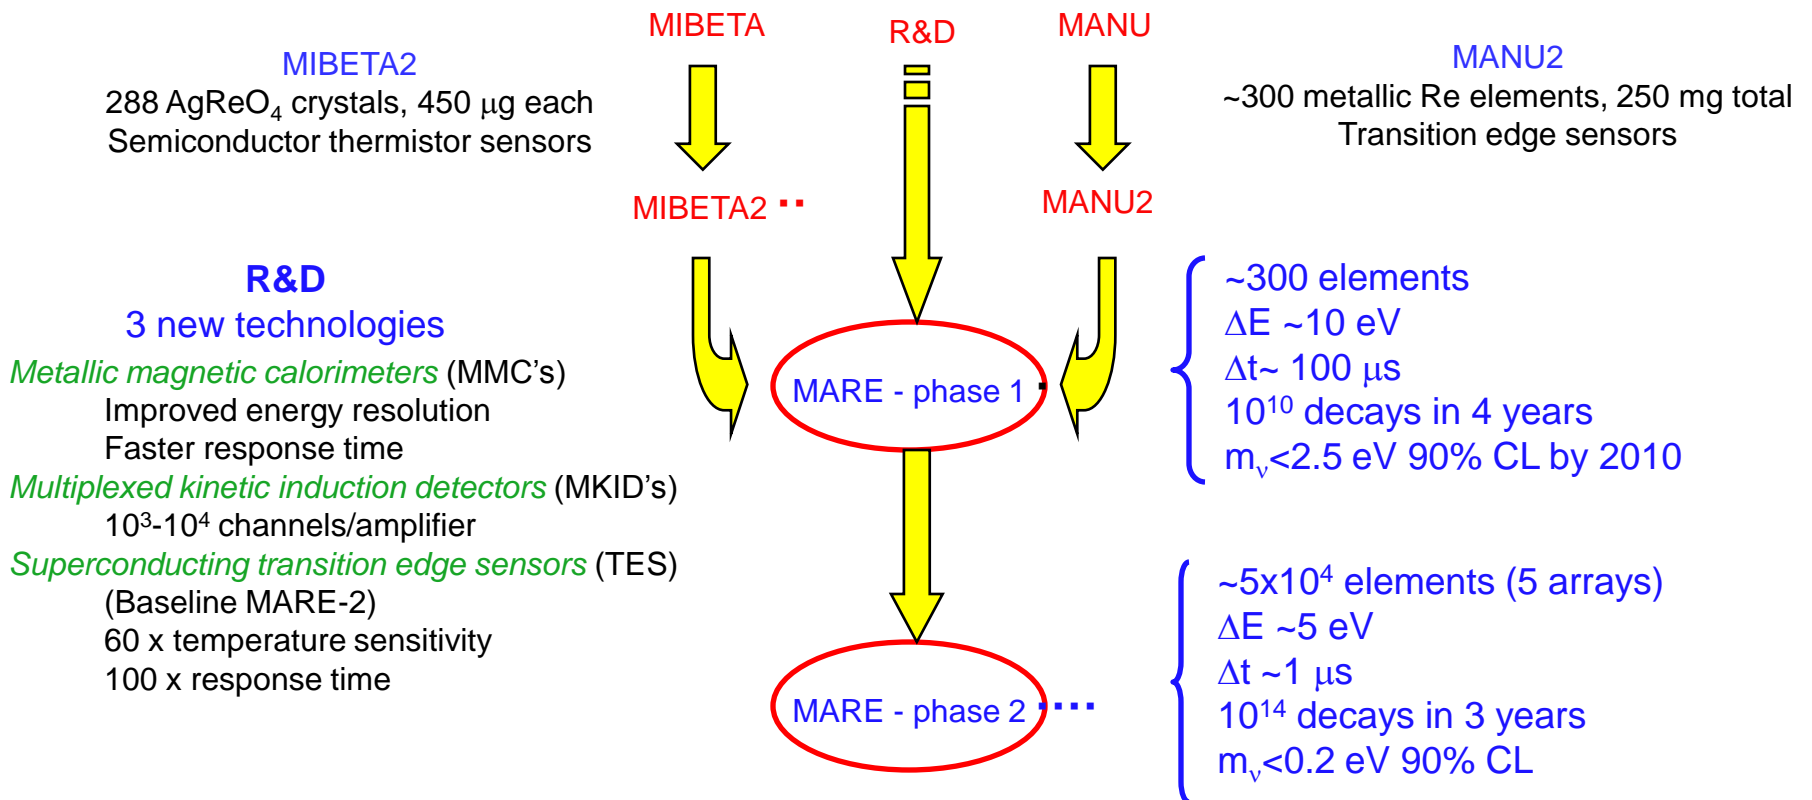 MIBETA
R&D
MANU
MIBETA2
288 AgReO₄ crystals, 450 μg each
Semiconductor thermistor sensors
MANU2
~300 metallic Re elements, 250 mg total
Transition edge sensors
MIBETA2
MANU2
R&D
3 new technologies
Metallic magnetic calorimeters (MMC's)
Improved energy resolution
Faster response time
Multiplexed kinetic induction detectors (MKID's)
10³-10⁴ channels/amplifier
Superconducting transition edge sensors (TES)
(Baseline MARE-2)
60 x temperature sensitivity
100 x response time
MARE - phase 1
~300 elements
ΔE ~10 eV
Δt~ 100 μs
10¹⁰ decays in 4 years
mᵥ<2.5 eV 90% CL by 2010
MARE - phase 2
~5x10⁴ elements (5 arrays)
ΔE ~5 eV
Δt ~1 μs
10¹⁴ decays in 3 years
mᵥ<0.2 eV 90% CL